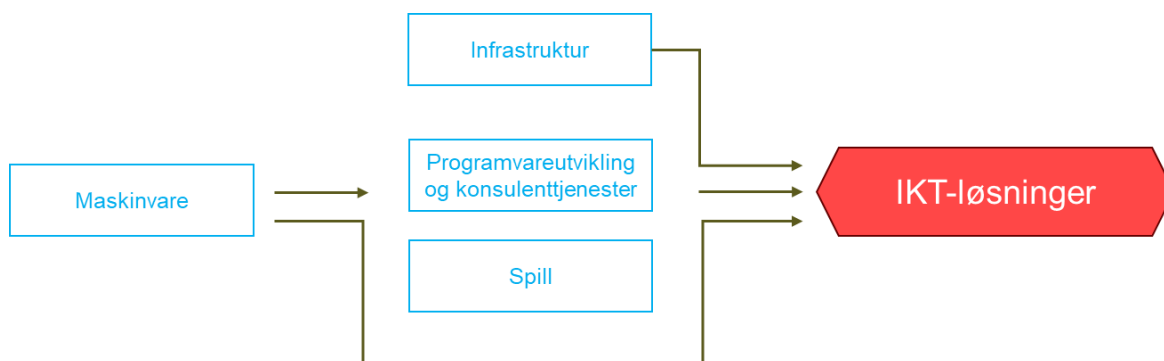 Infrastruktur
Maskinvare
Programvareutvikling
og konsulenttjenester
IKT-løsninger
Spill